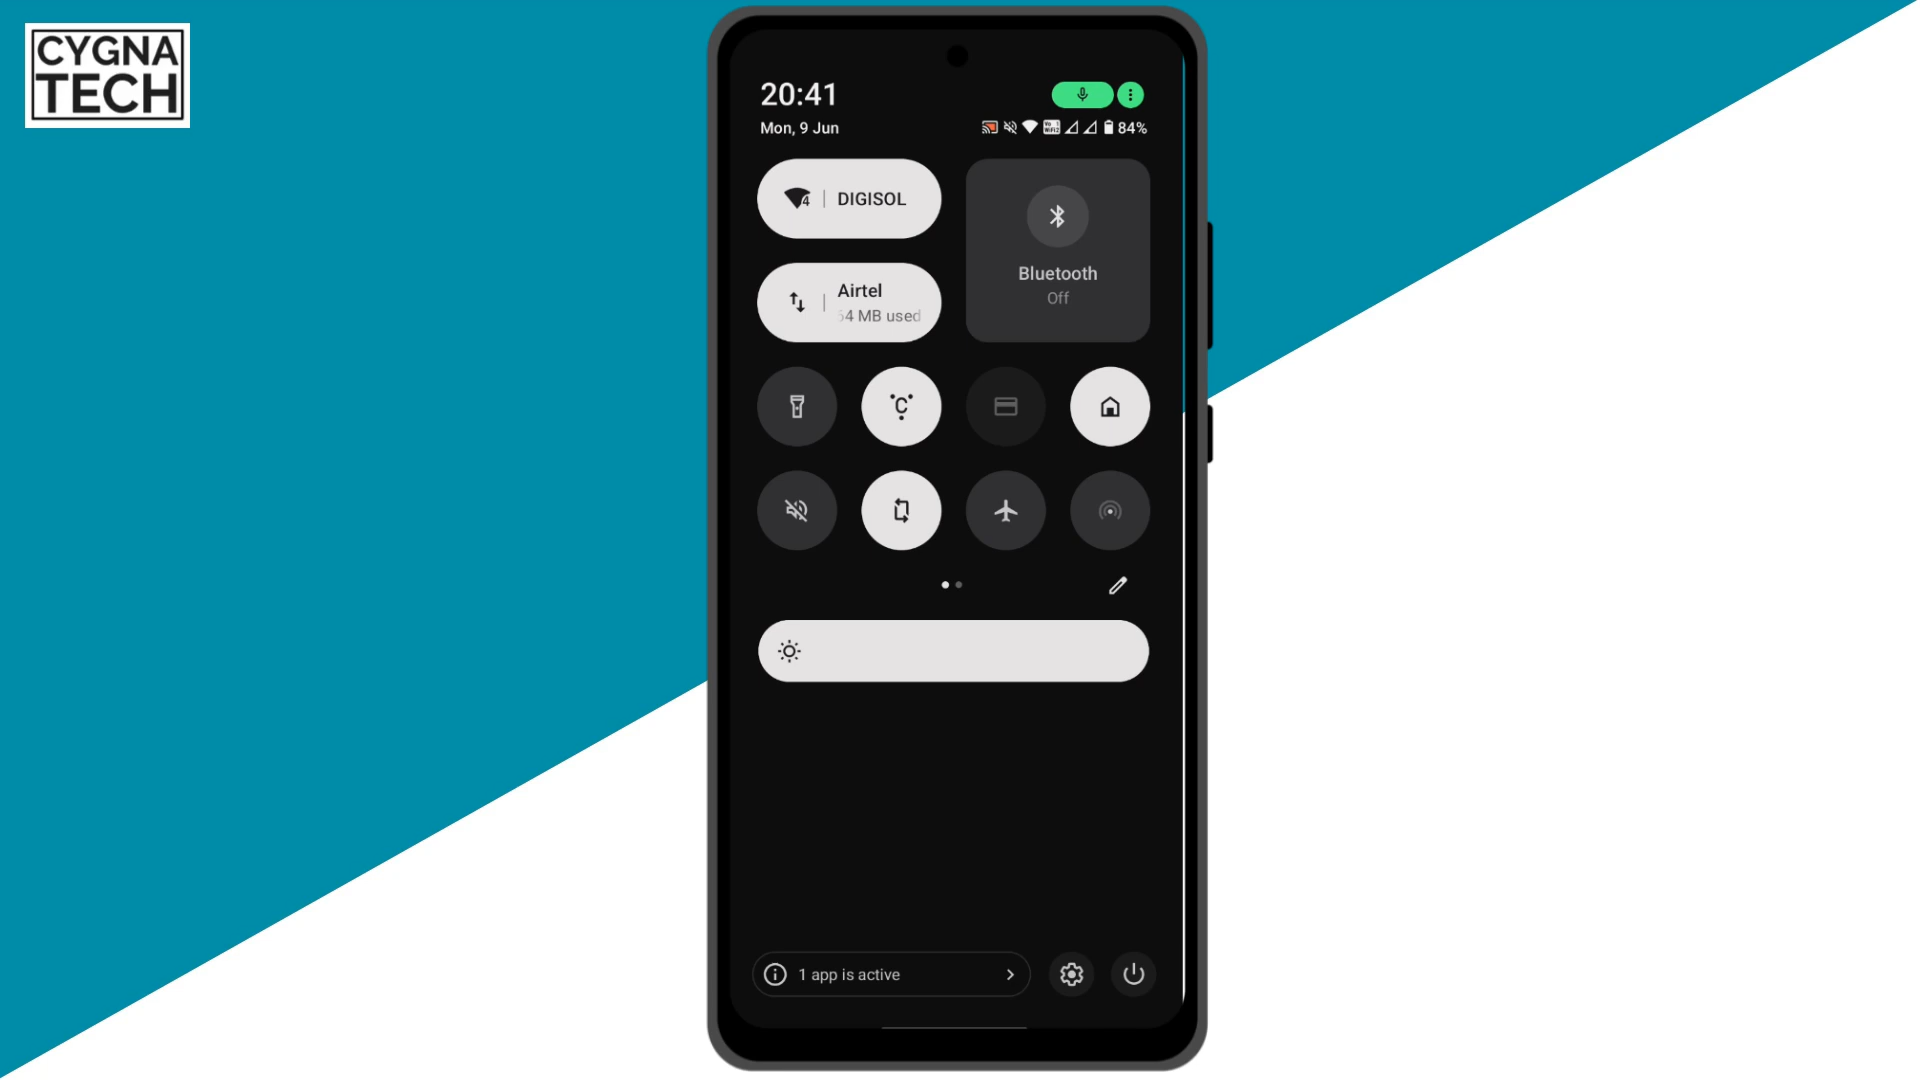 CYGNA
TECH
20:41
Mon, 9 Jun
84%
4
DIGISOL
Airtel
4 MB used
Bluetooth
Off
C
1 app is active